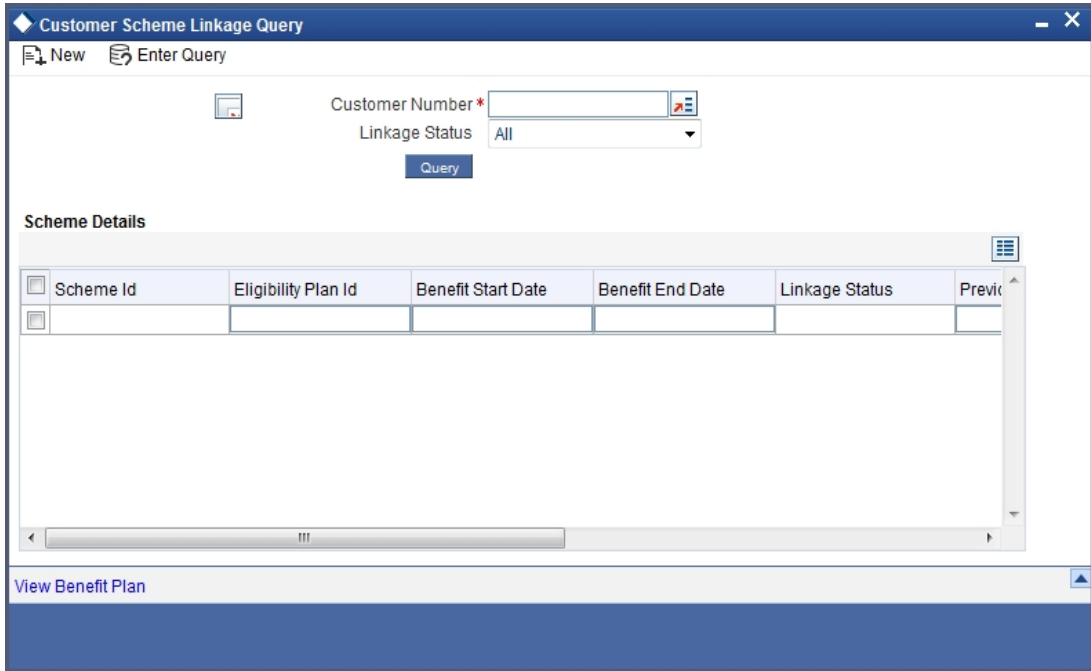 Customer Scheme Linkage Query
New Enter Query
Customer Number *
Linkage Status All
Query
Scheme Details
Scheme Id Eligibility Plan Id Benefit Start Date Benefit End Date Linkage Status Previc
View Benefit Plan